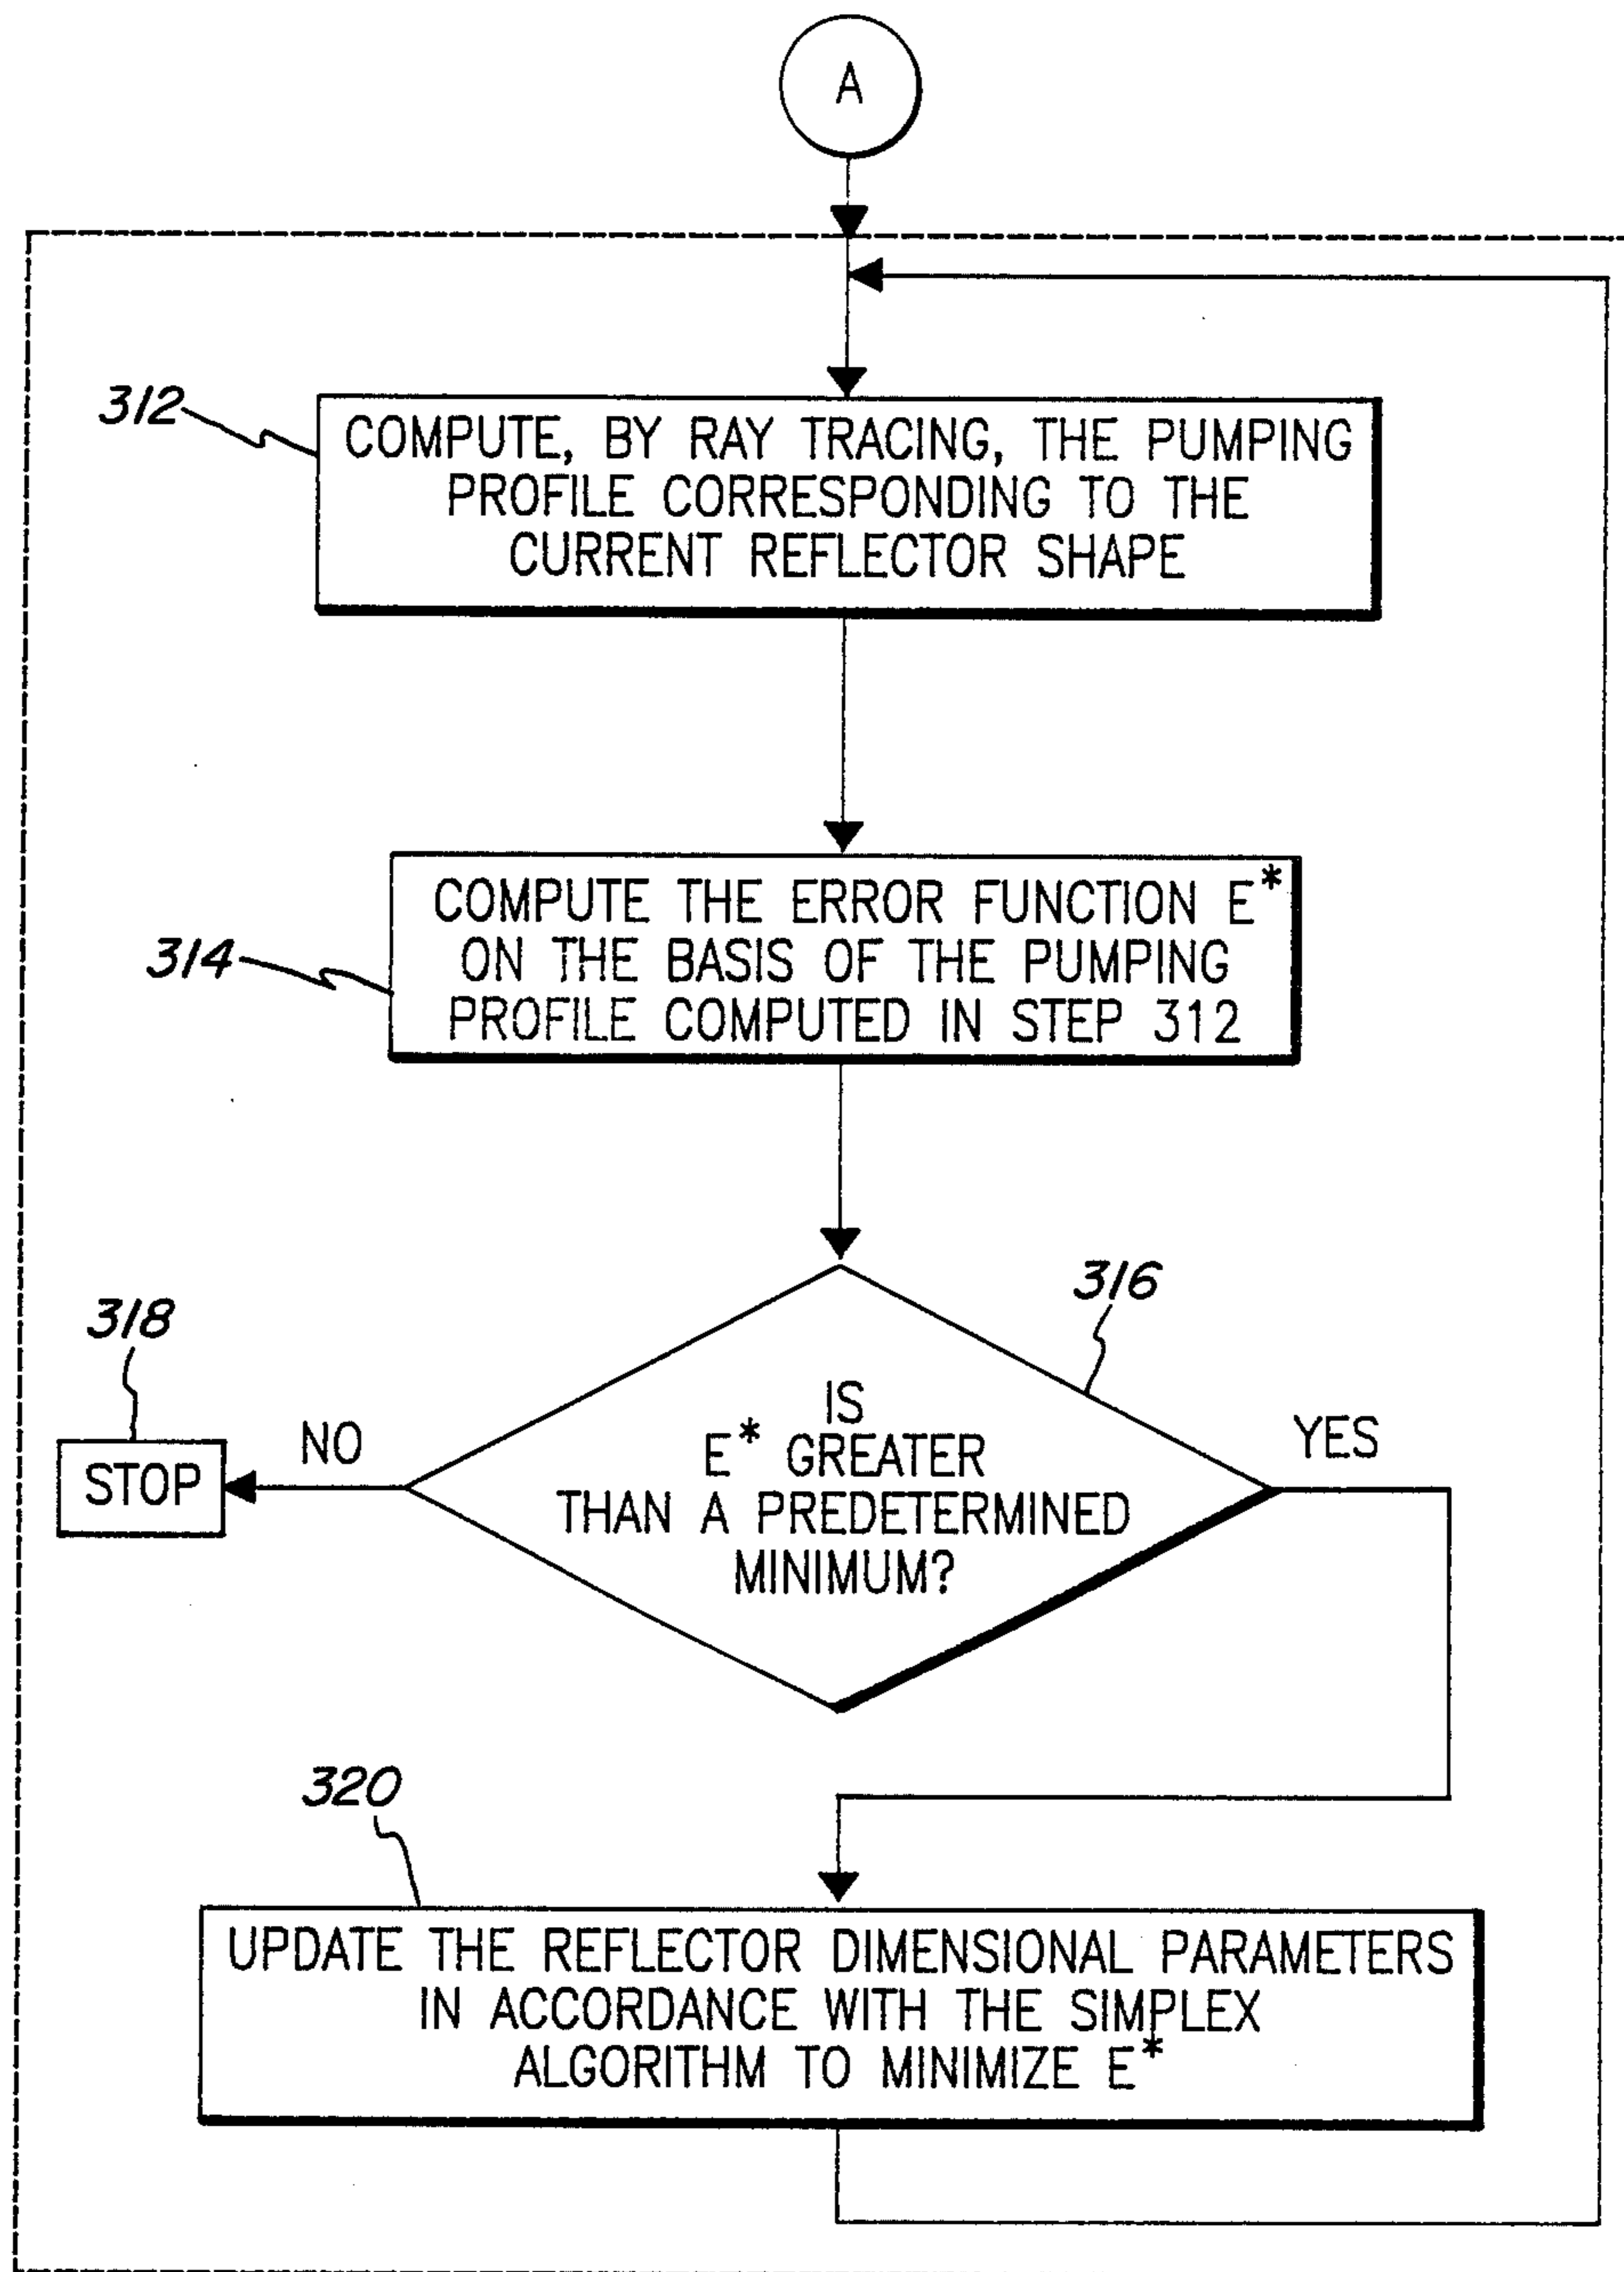 A
312
COMPUTE, BY RAY TRACING, THE PUMPING
PROFILE CORRESPONDING TO THE
CURRENT REFLECTOR SHAPE
314
COMPUTE THE ERROR FUNCTION E*
ON THE BASIS OF THE PUMPING
PROFILE COMPUTED IN STEP 312
316
IS
E* GREATER
THAN A PREDETERMINED
MINIMUM?
318
NO
STOP
YES
320
UPDATE THE REFLECTOR DIMENSIONAL PARAMETERS
IN ACCORDANCE WITH THE SIMPLEX
ALGORITHM TO MINIMIZE E*